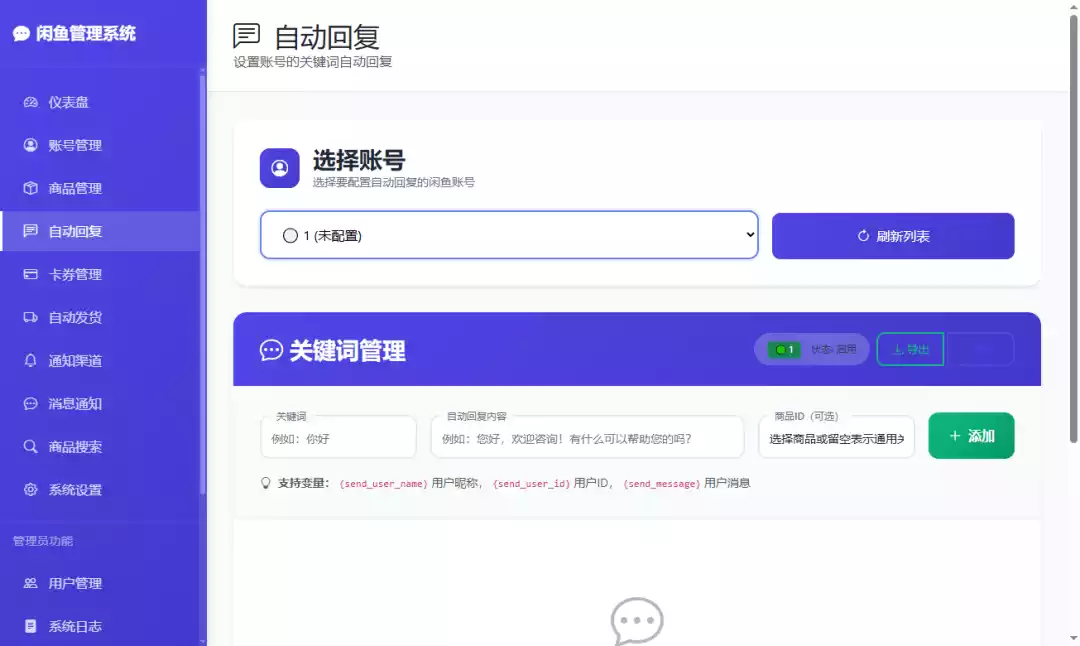 闲鱼管理系统
仪表盘
账号管理
商品管理
自动回复
卡券管理
自动发货
通知渠道
消息通知
商品搜索
系统设置
管理员功能
用户管理
系统日志
自动回复
设置账号的关键词自动回复
选择账号
选择要配置自动回复的闲鱼账号
1 (未配置)
刷新列表
关键词管理
1 状态: 启用
导出
关键词
例如：你好
自动回复内容
例如：您好，欢迎咨询！有什么可以帮助您的吗？
商品ID（可选）
选择商品或留空表示通用关
添加
支持变量： {send_user_name} 用户昵称， {send_user_id} 用户ID， {send_message} 用户消息